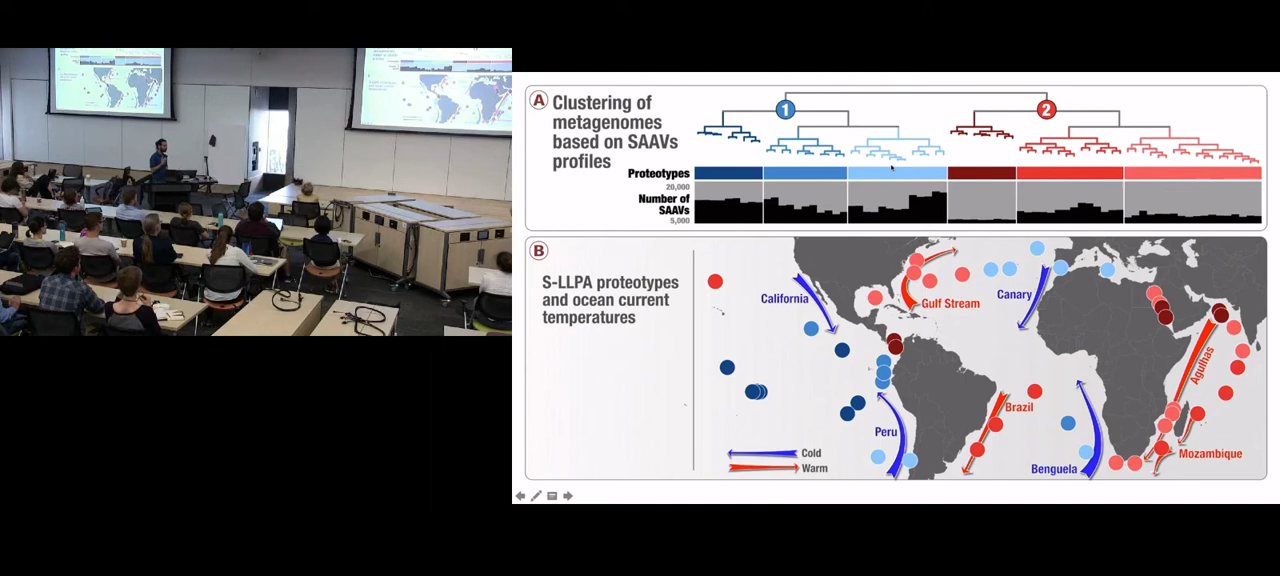 A
Clustering of
metagenomes
based on SAAVs
profiles
1
2
Proteotypes
20,000
Number of
SAAVs
5,000
B
S-LLPA proteotypes
and ocean current
temperatures
California
Gulf Stream
Canary
Agulhas
Brazil
Peru
Cold
Warm
Benguela
Mozambique